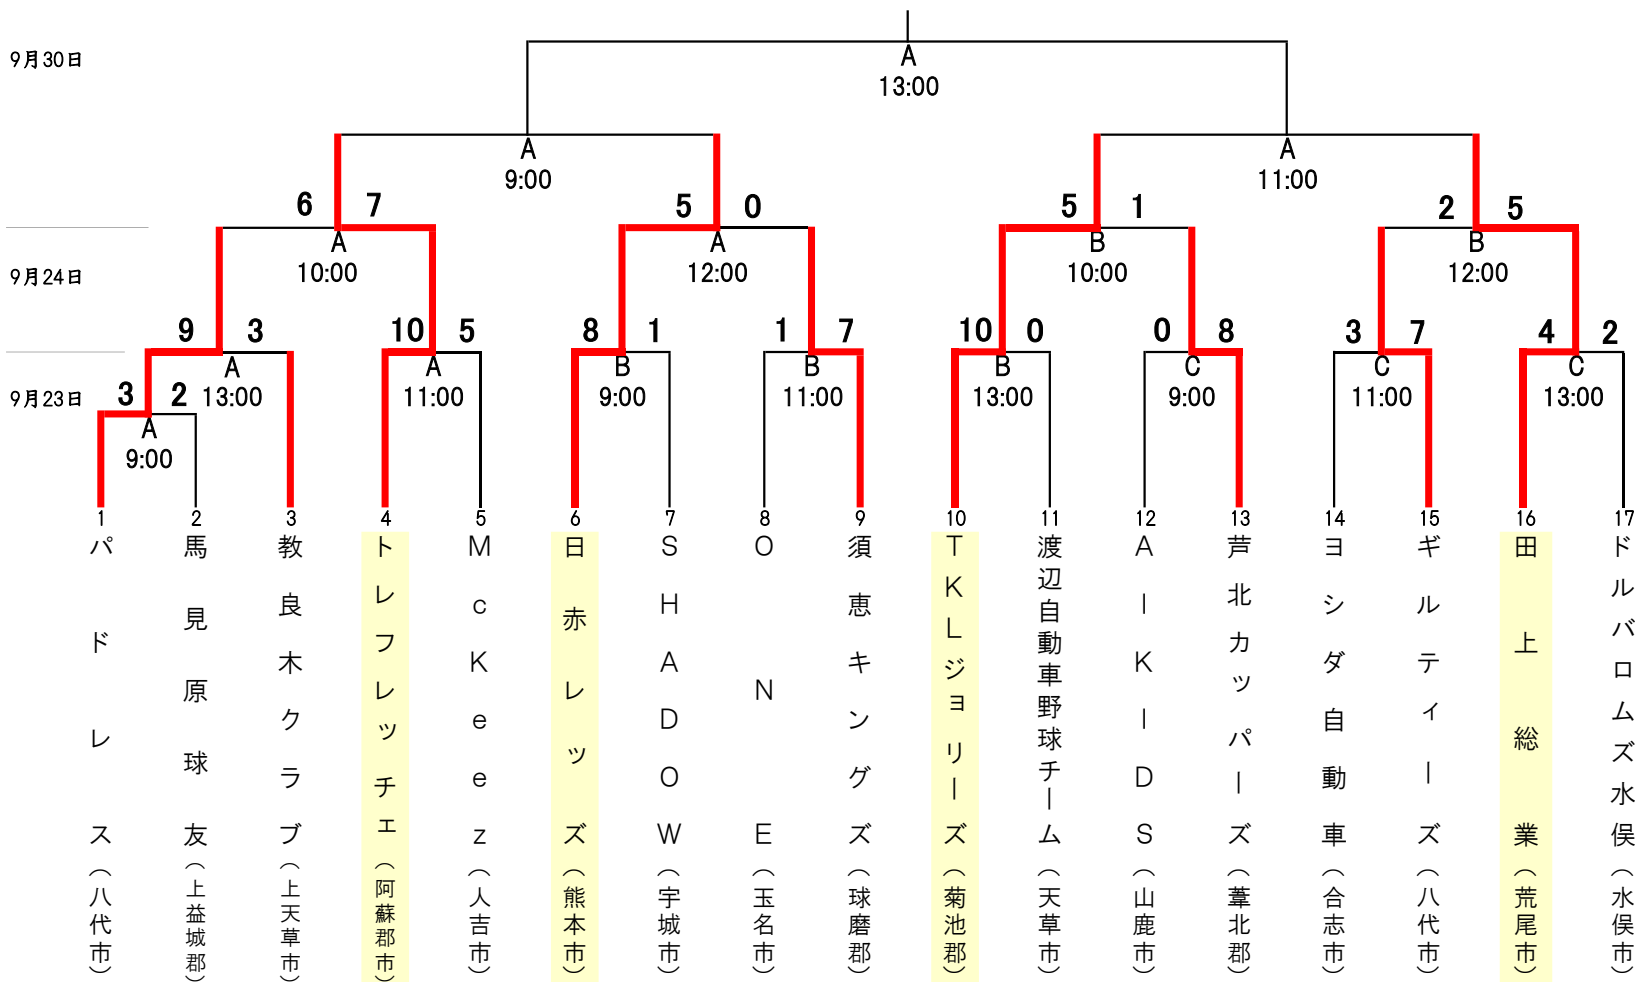 9月30日
A
13:00
A
9:00
A
11:00
6 7
5 0
5 1
2 5
A
10:00
A
12:00
B
10:00
B
12:00
9月24日
9 3
10 5
8 1
1 7
10 0
0 8
3 7
4 2
A
13:00
A
11:00
B
9:00
B
11:00
B
13:00
C
9:00
C
11:00
C
13:00
9月23日
3 2
A
9:00
1
パドレス(八代市)
2
馬見原球友(上益城郡)
3
教良木クラブ(上天草市)
4
トレフレッチェ(阿蘇郡市)
5
McKeez(人吉市)
6
日赤レッズ(熊本市)
7
SHADOW(宇城市)
8
ONE(玉名市)
9
須恵キングズ(球磨郡)
10
TKLジョリーズ(菊池郡)
11
渡辺自動車野球チーム(天草市)
12
AIKIDS(山鹿市)
13
芦北カッパーズ(葦北郡)
14
ヨシダ自動車(合志市)
15
ギルティーズ(八代市)
16
田上総業(荒尾市)
17
ドルバロムズ水俣(水俣市)